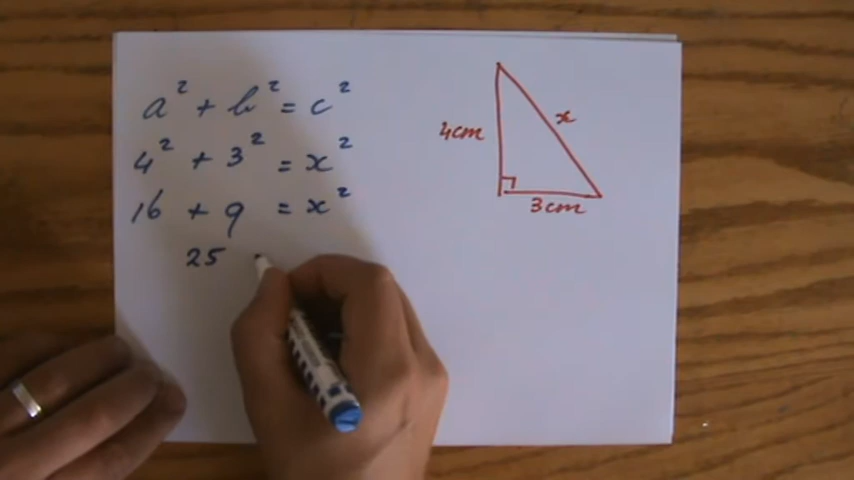 a² + b² = c²
4² + 3² = x²
16 + 9 = x²
25
4cm
x
3cm